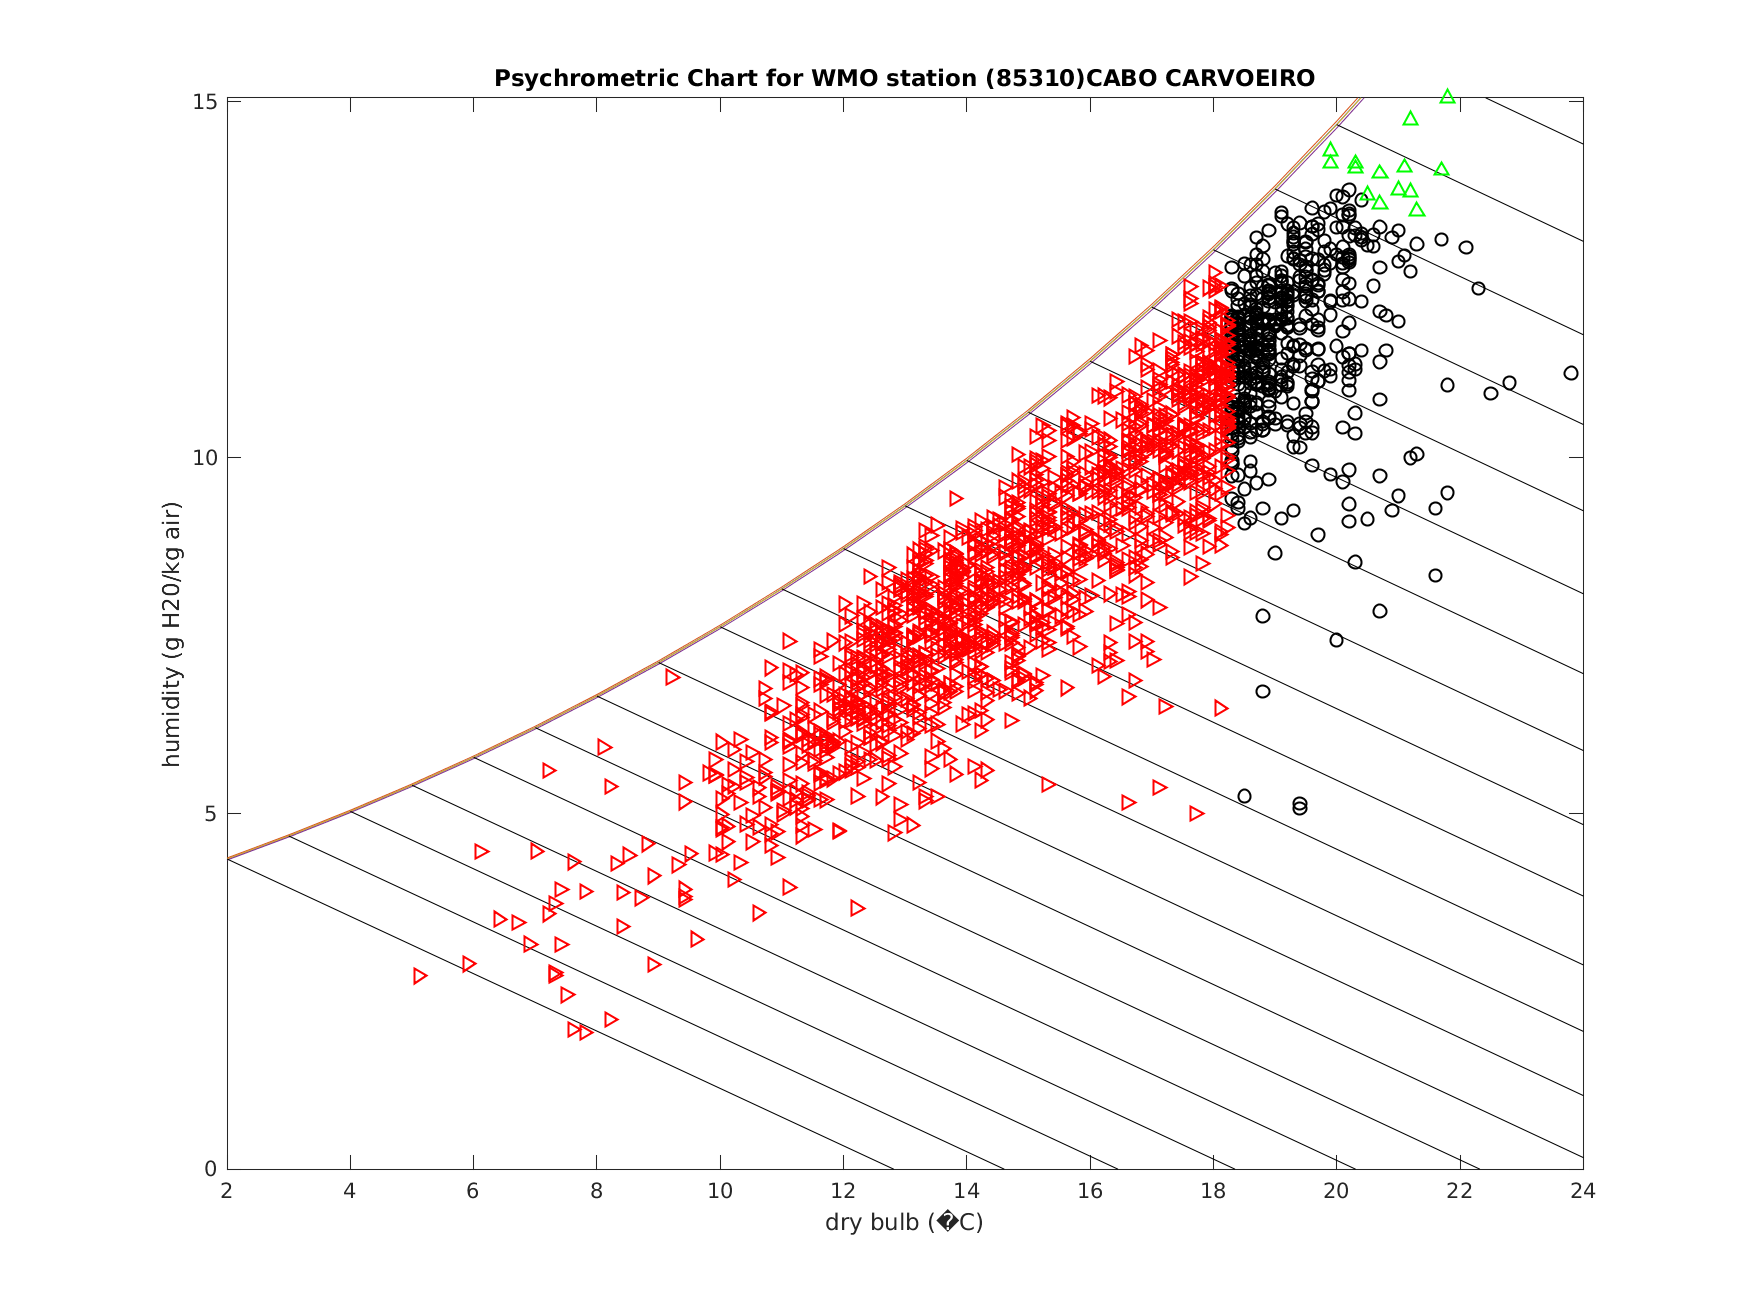 Psychrometric Chart for WMO station (85310)CABO CARVOEIRO
15
10
5
0
humidity (g H20/kg air)
2 4 6 8 10 12 14 16 18 20 22 24
dry bulb (�C)